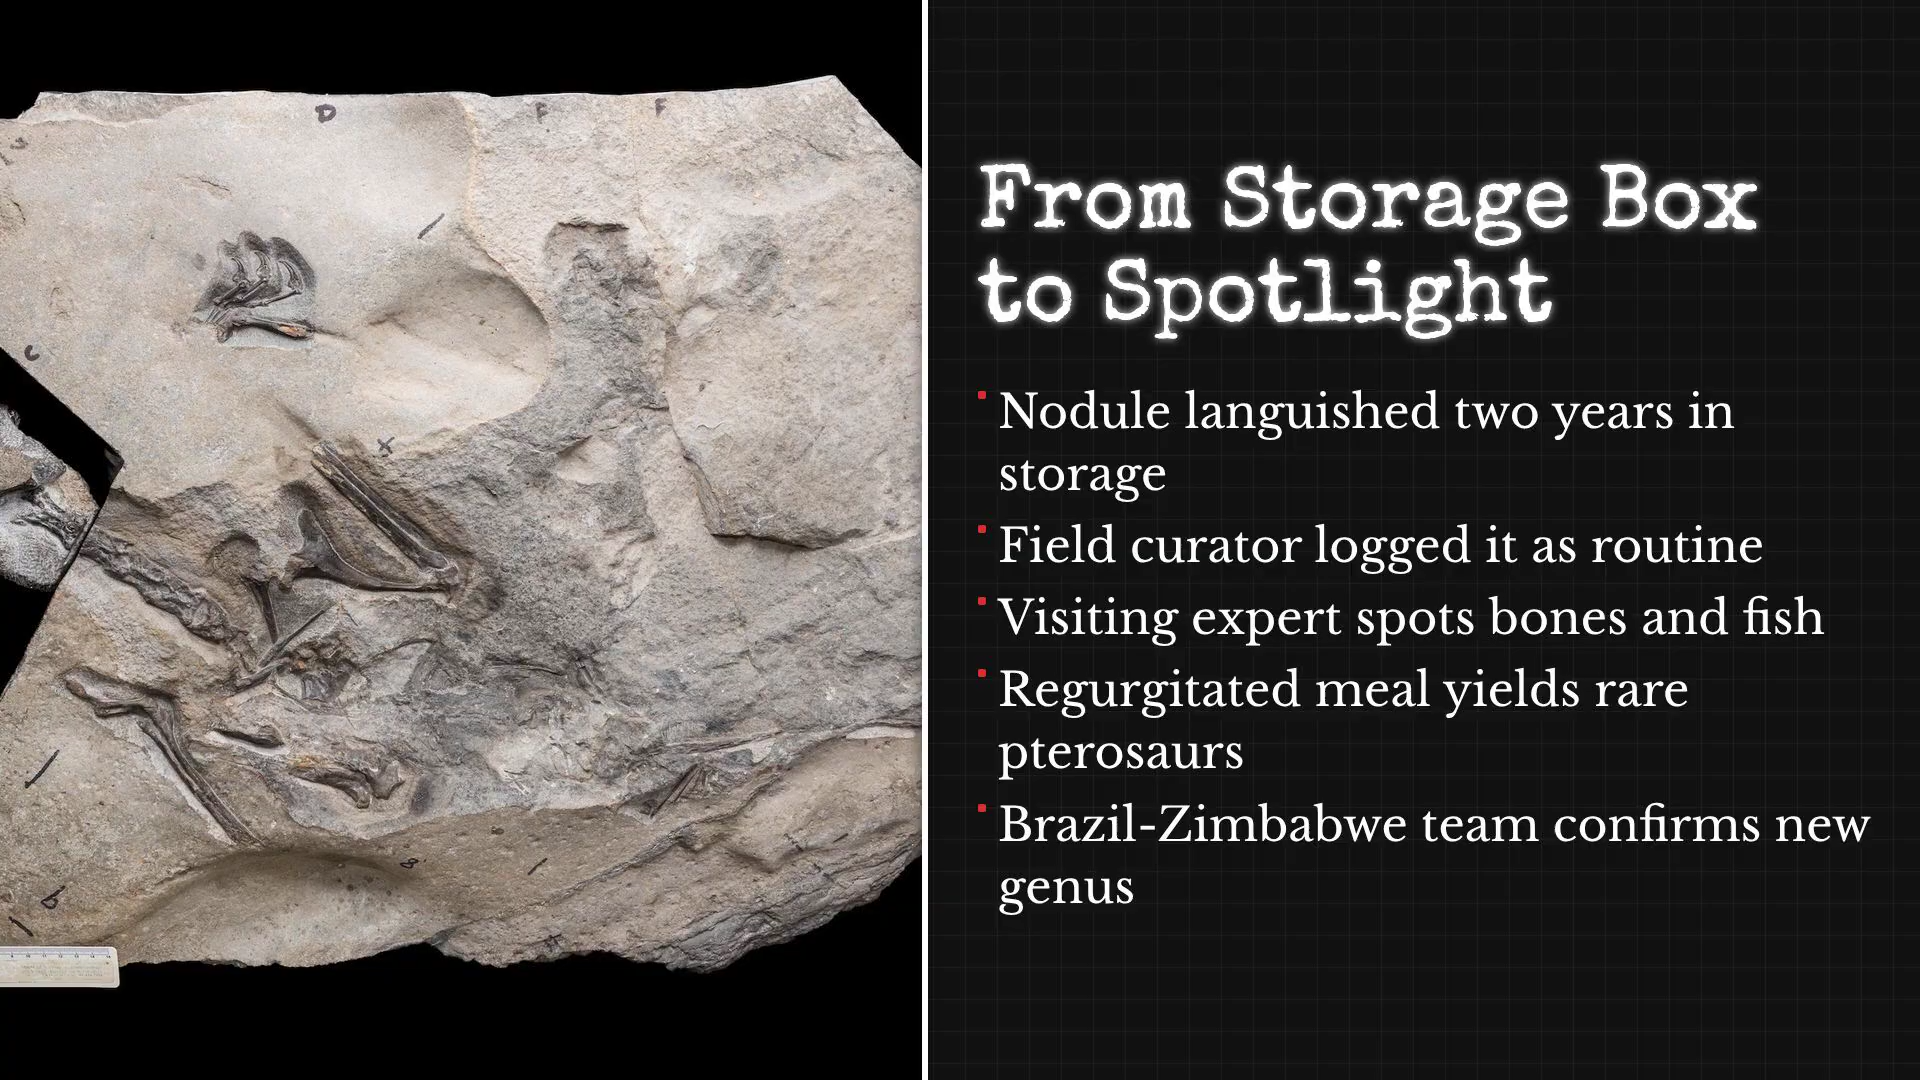 From Storage Box
to Spotlight
Nodule languished two years in
storage
Field curator logged it as routine
Visiting expert spots bones and fish
Regurgitated meal yields rare
pterosaurs
Brazil-Zimbabwe team confirms new
genus
D
F
F
C
x
B
b